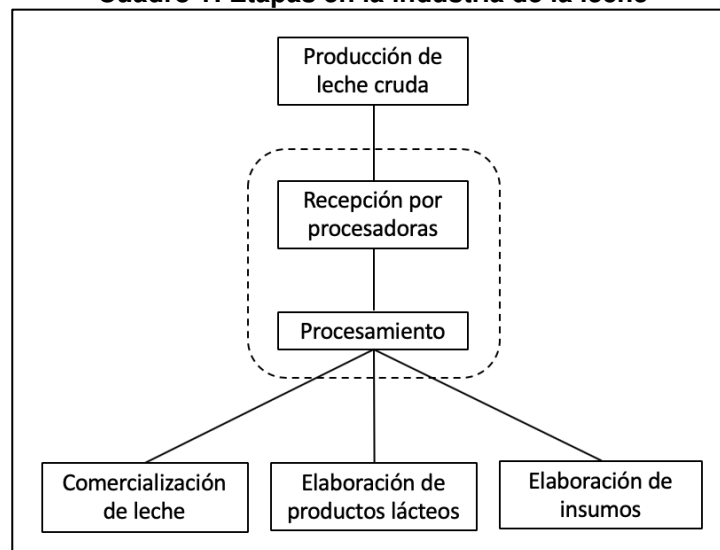 Cuadro 1. Etapas en la industria de la leche
Producción de
leche cruda
Recepción por
procesadoras
Procesamiento
Comercialización
de leche
Elaboración de
productos lácteos
Elaboración de
insumos